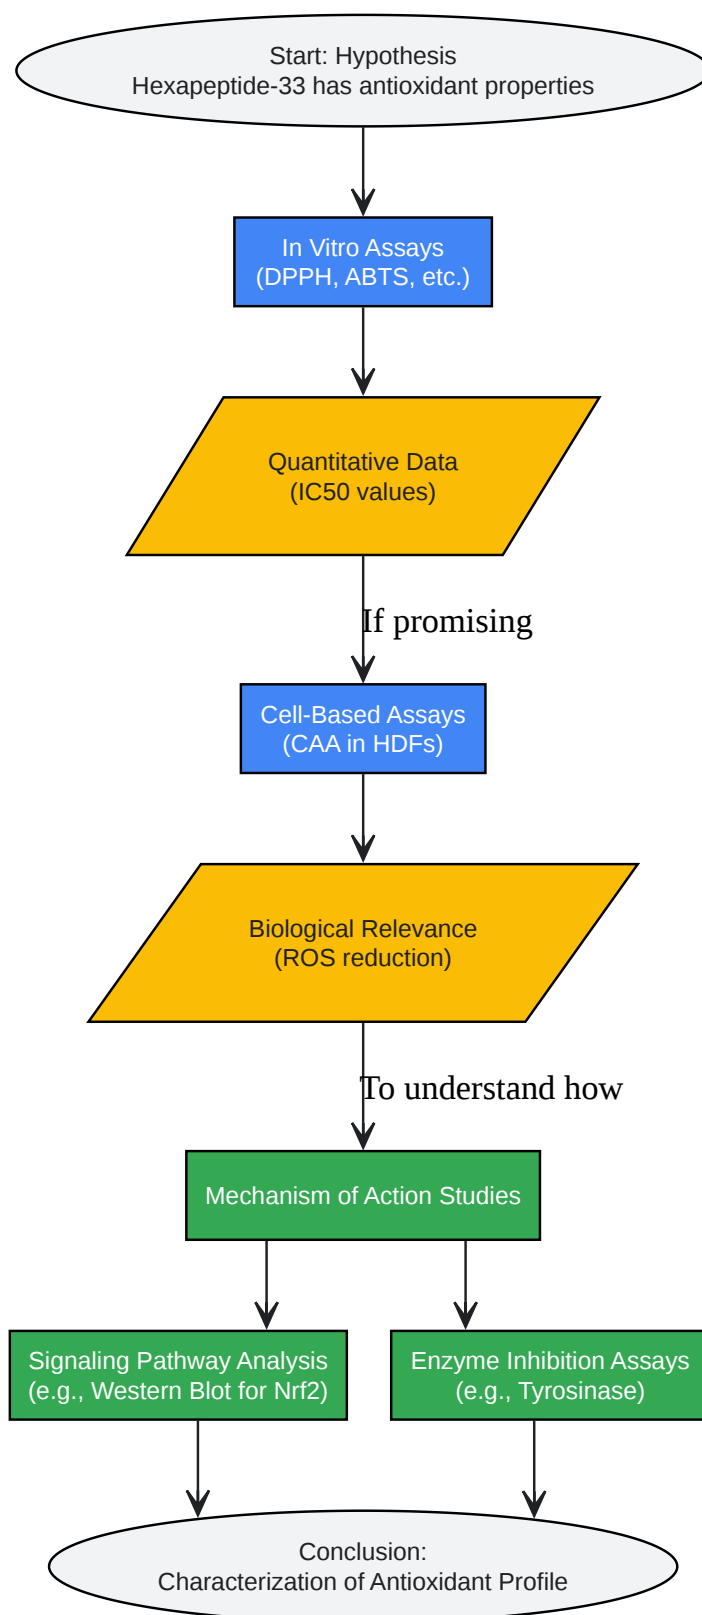 Start: Hypothesis
Hexapeptide-33 has antioxidant properties
In Vitro Assays
(DPPH, ABTS, etc.)
Quantitative Data
(IC50 values)
If promising
Cell-Based Assays
(CAA in HDFs)
Biological Relevance
(ROS reduction)
To understand how
Mechanism of Action Studies
Signaling Pathway Analysis
(e.g., Western Blot for Nrf2)
Enzyme Inhibition Assays
(e.g., Tyrosinase)
Conclusion:
Characterization of Antioxidant Profile